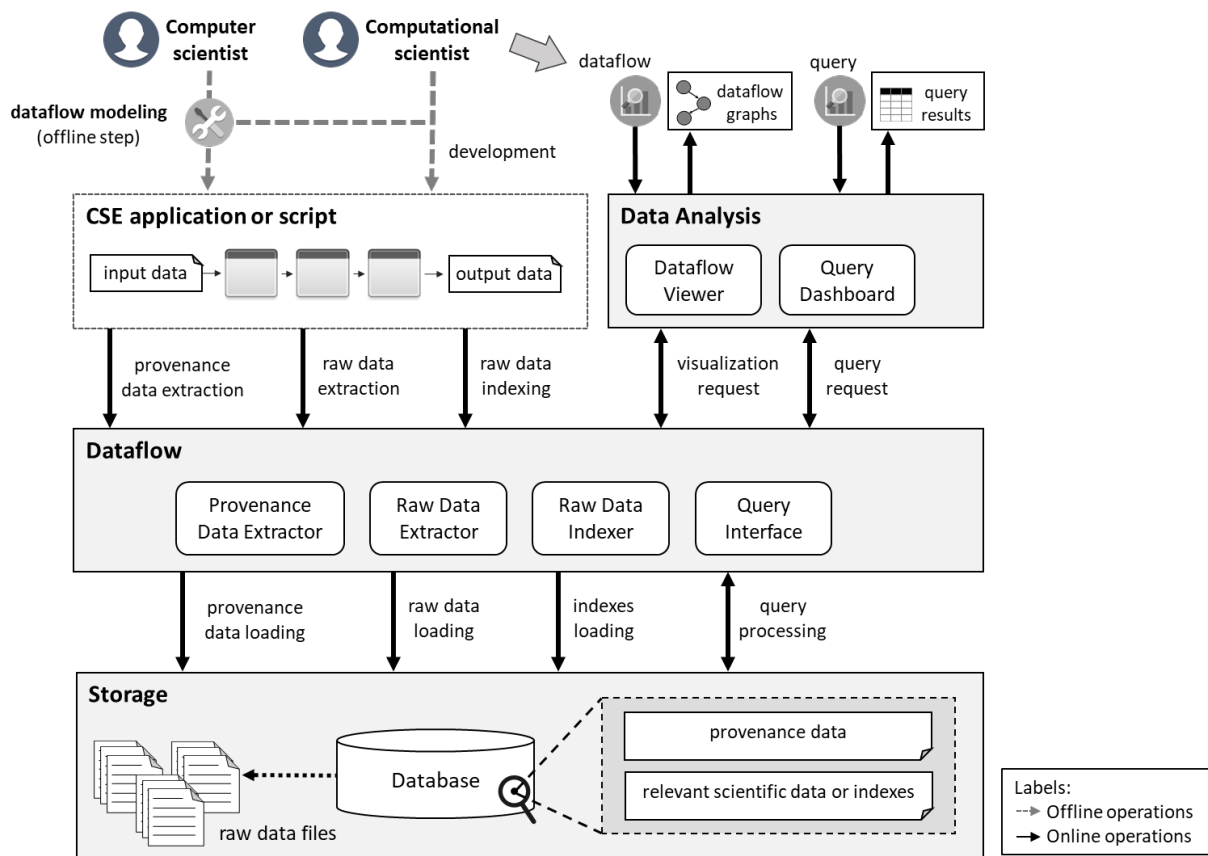 Computer
scientist
Computational
scientist
dataflow
query
dataflow
graphs
query
results
dataflow modeling
(offline step)
development
CSE application or script
input data
output data
Data Analysis
Dataflow
Viewer
Query
Dashboard
provenance
data extraction
raw data
extraction
raw data
indexing
visualization
request
query
request
Dataflow
Provenance
Data Extractor
Raw Data
Extractor
Raw Data
Indexer
Query
Interface
provenance
data loading
raw data
loading
indexes
loading
query
processing
Storage
raw data files
Database
provenance data
relevant scientific data or indexes
Labels:
Offline operations
Online operations